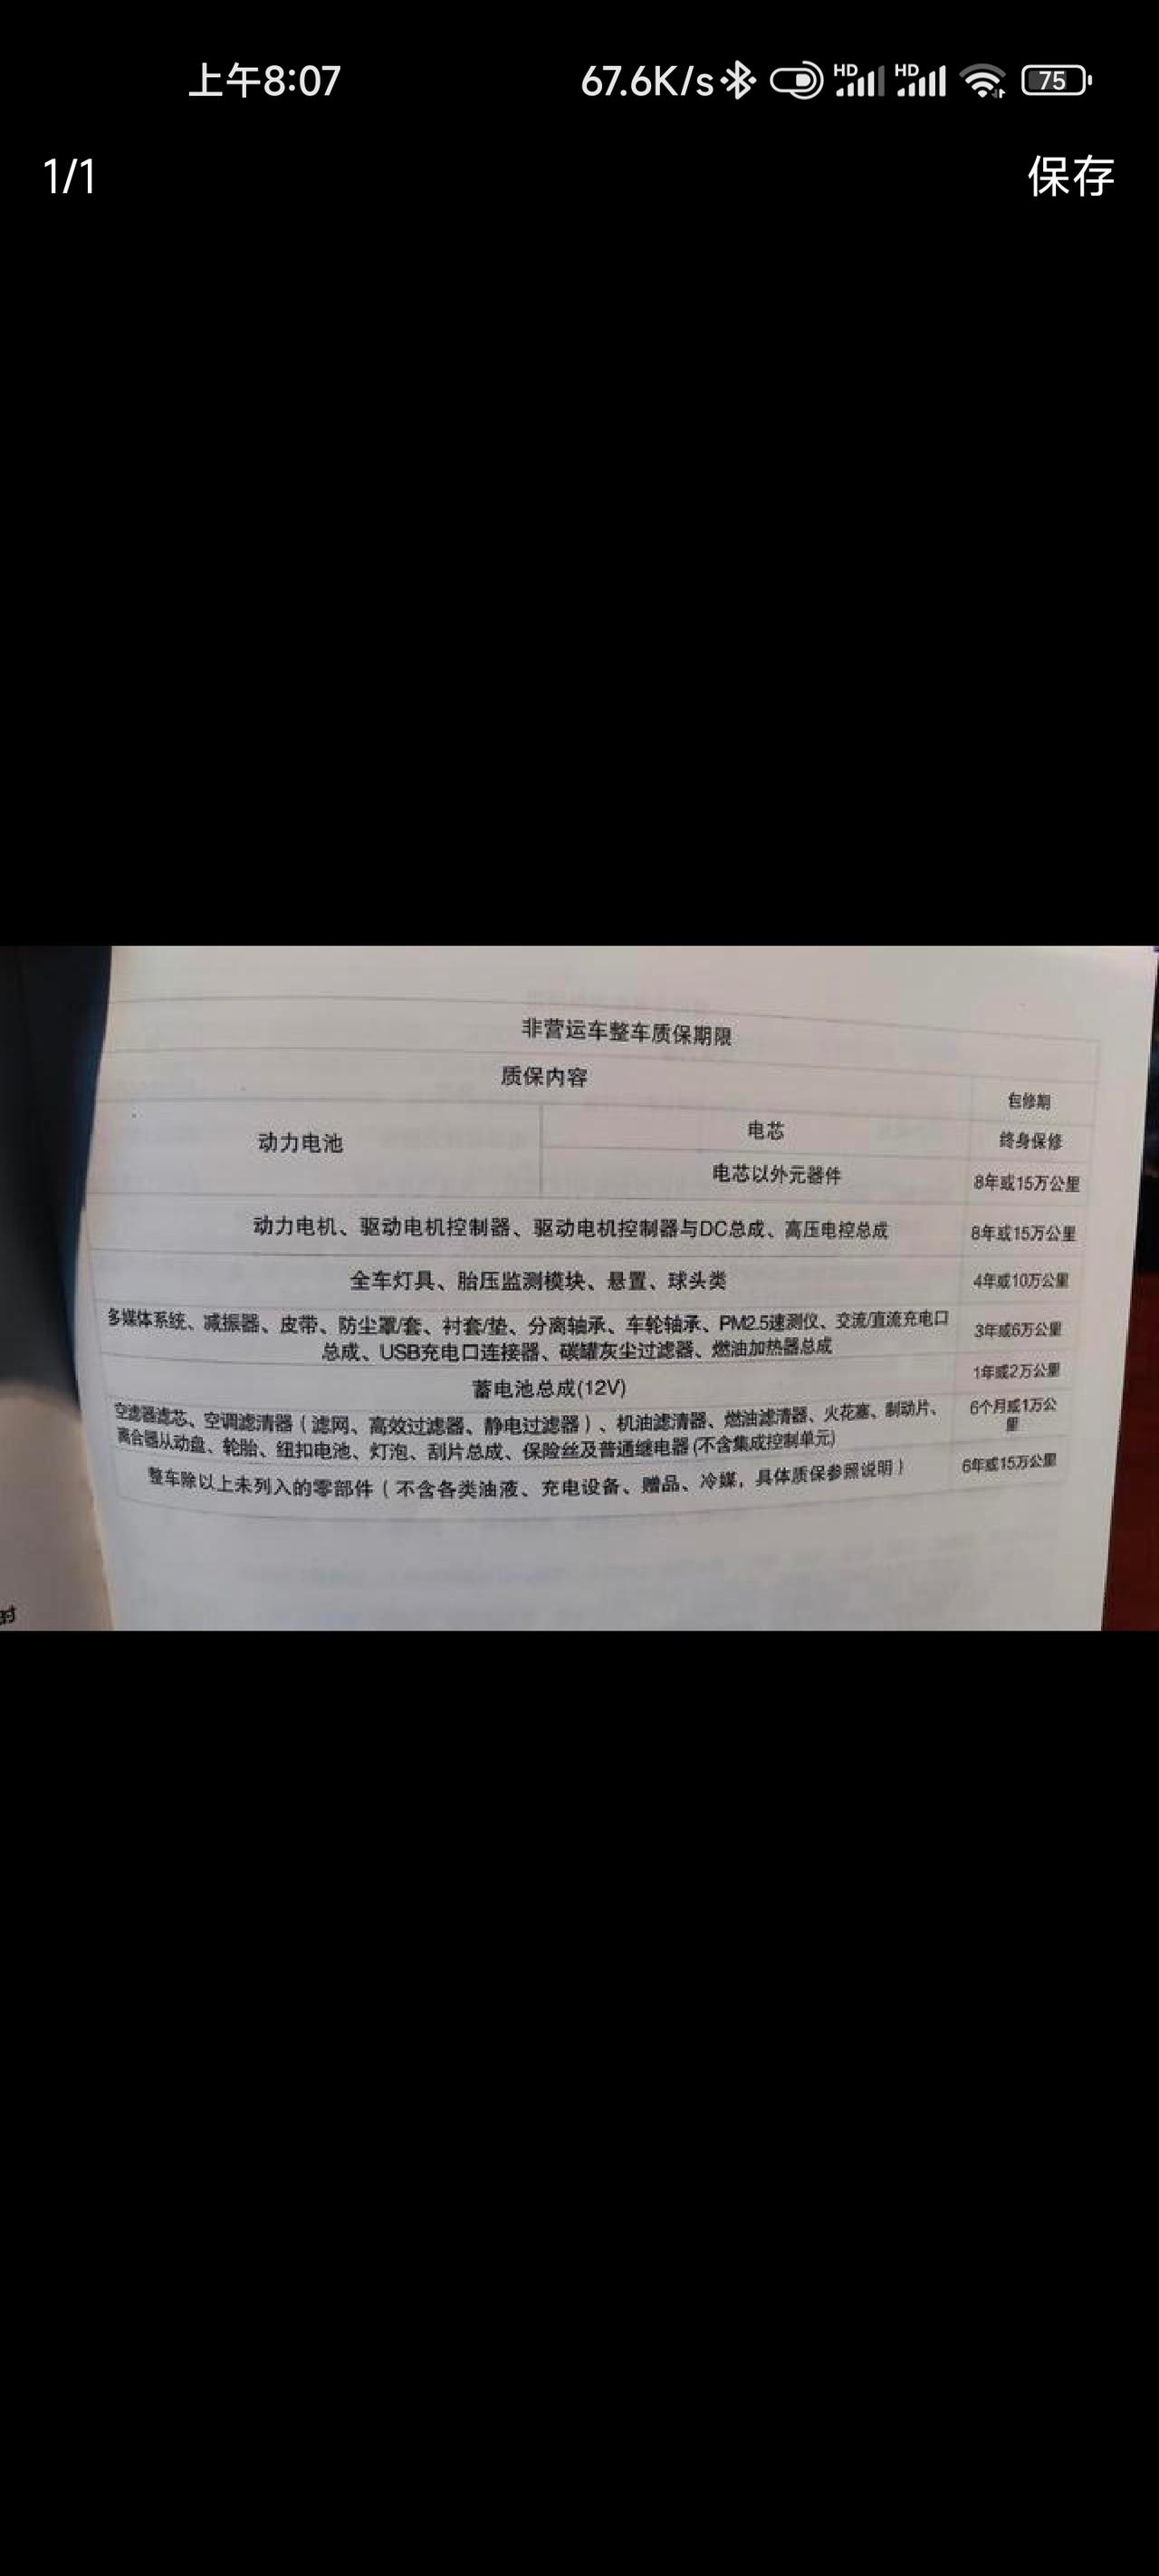 上午8:07
67.6K/s
HD
HD
75
1/1
保存
非营运车整车质保期限
质保内容
包修期
动力电池
电芯
终身保修
电芯以外元器件
8年或15万公里
动力电机、驱动电机控制器、驱动电机控制器与DC总成、高压电控总成
8年或15万公里
全车灯具、胎压监测模块、悬置、球头类
4年或10万公里
多媒体系统、减振器、皮带、防尘罩/套、衬套/垫、分离轴承、车轮轴承、PM2.5速测仪、交流/直流充电口
总成、USB充电口连接器、碳罐灰尘过滤器、燃油加热器总成
3年或6万公里
蓄电池总成(12V)
1年或2万公里
空滤器滤芯、空调滤清器（滤网、高效过滤器、静电过滤器）、机油滤清器、燃油滤清器、火花塞、制动片、
离合器从动盘、轮胎、纽扣电池、灯泡、刮片总成、保险丝及普通继电器(不含集成控制单元)
6个月或1万公
里
整车除以上未列入的零部件（不含各类油液、充电设备、赠品、冷媒，具体质保参照说明）
6年或15万公里
时